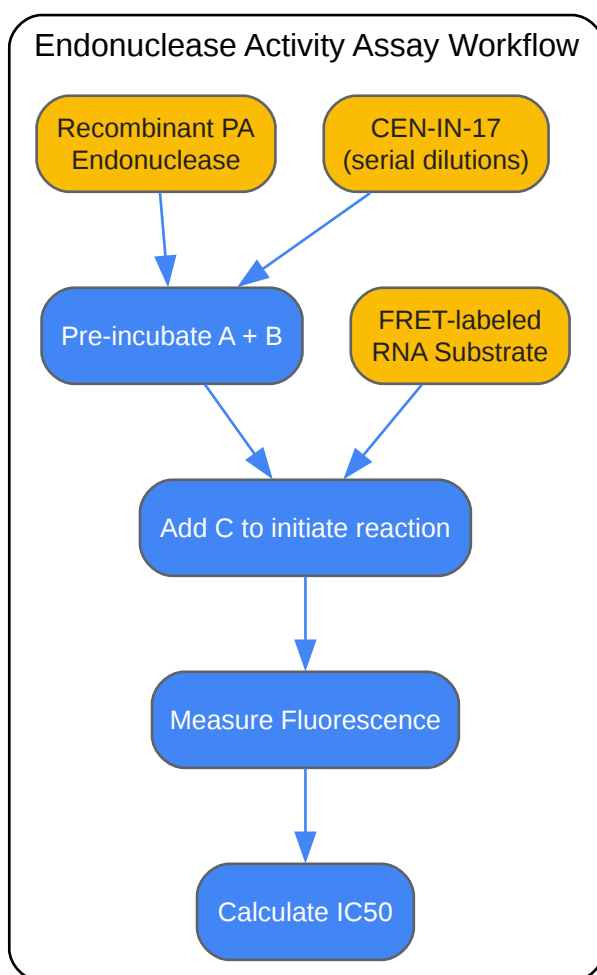 Endonuclease Activity Assay Workflow
Recombinant PA
Endonuclease
CEN-IN-17
(serial dilutions)
Pre-incubate A + B
FRET-labeled
RNA Substrate
Add C to initiate reaction
Measure Fluorescence
Calculate IC50